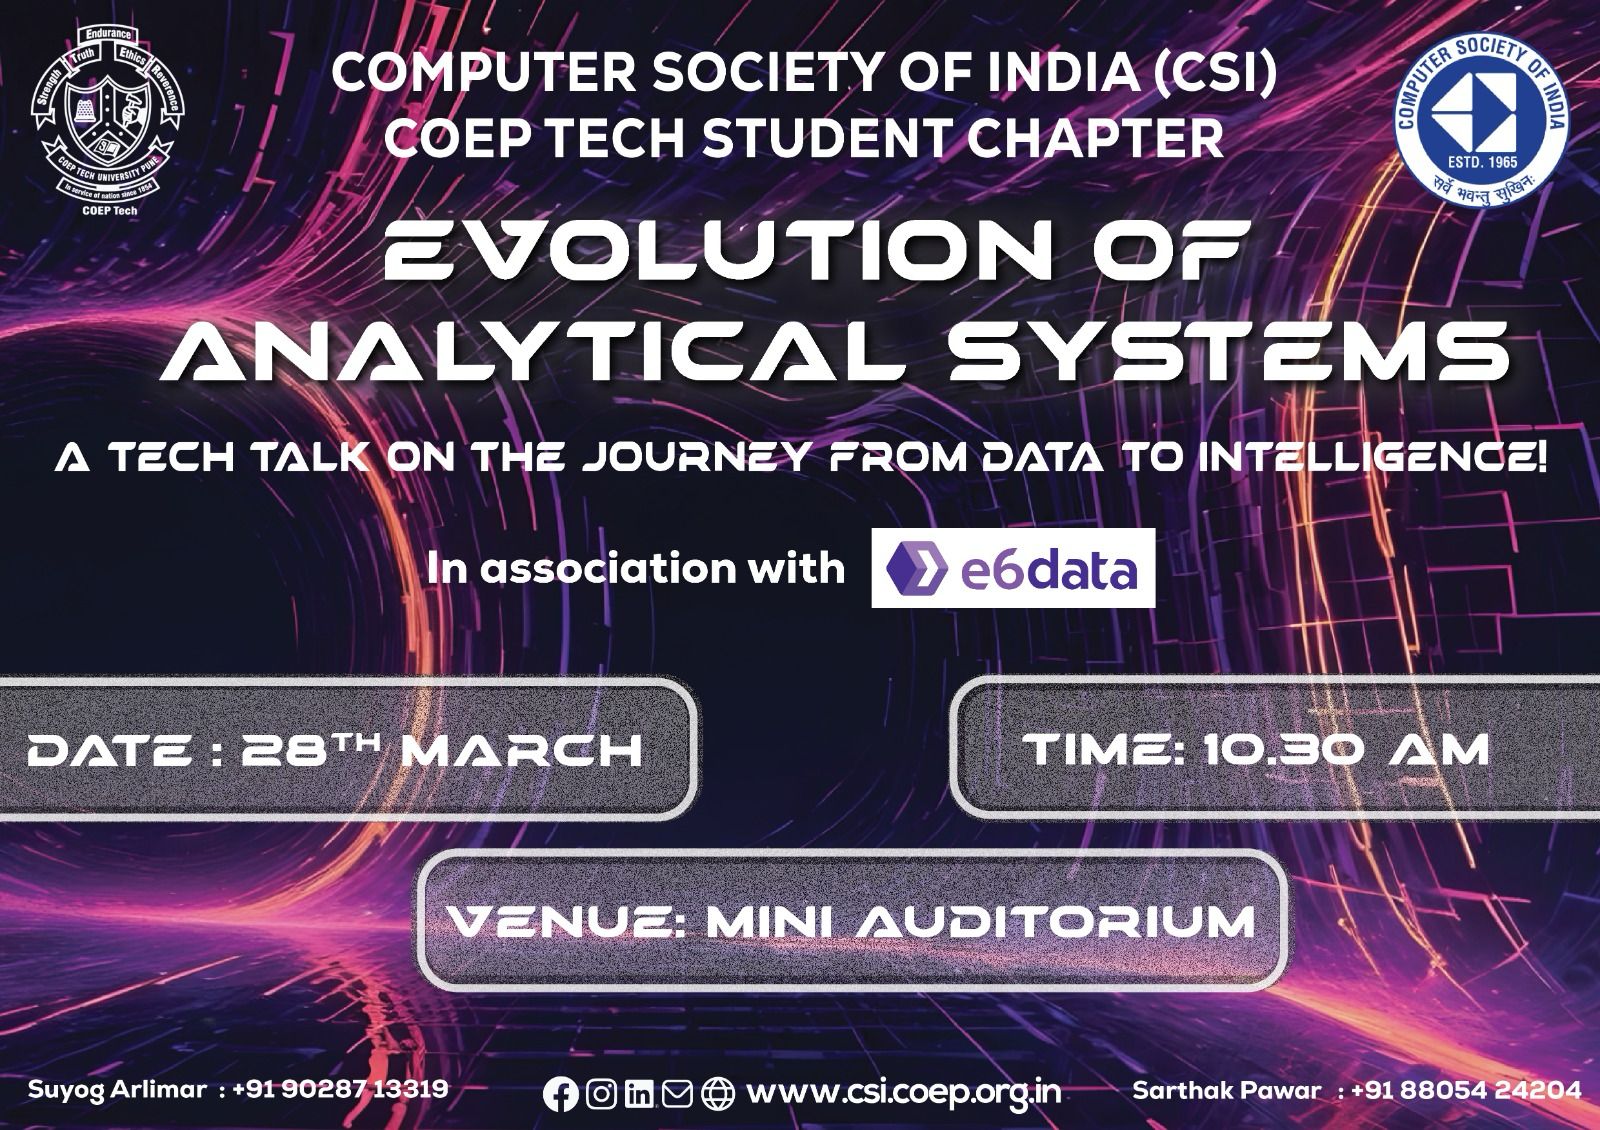 Endurance
Truth
Ethics
Strength
Reverence
COEP TECH UNIVERSITY PUNE
In service of nation since 1854
COEP Tech
COMPUTER SOCIETY OF INDIA (CSI)
COEP TECH STUDENT CHAPTER
COMPUTER SOCIETY OF INDIA
ESTD. 1965
सर्वे भवन्तु सुखिनः
EVOLUTION OF
ANALYTICAL SYSTEMS
A TECH TALK ON THE JOURNEY FROM DATA TO INTELLIGENCE!
In association with e6data
DATE : 28TH MARCH
TIME: 10.30 AM
VENUE: MINI AUDITORIUM
Suyog Arlimar : +91 90287 13319
www.csi.coep.org.in
Sarthak Pawar : +91 88054 24204